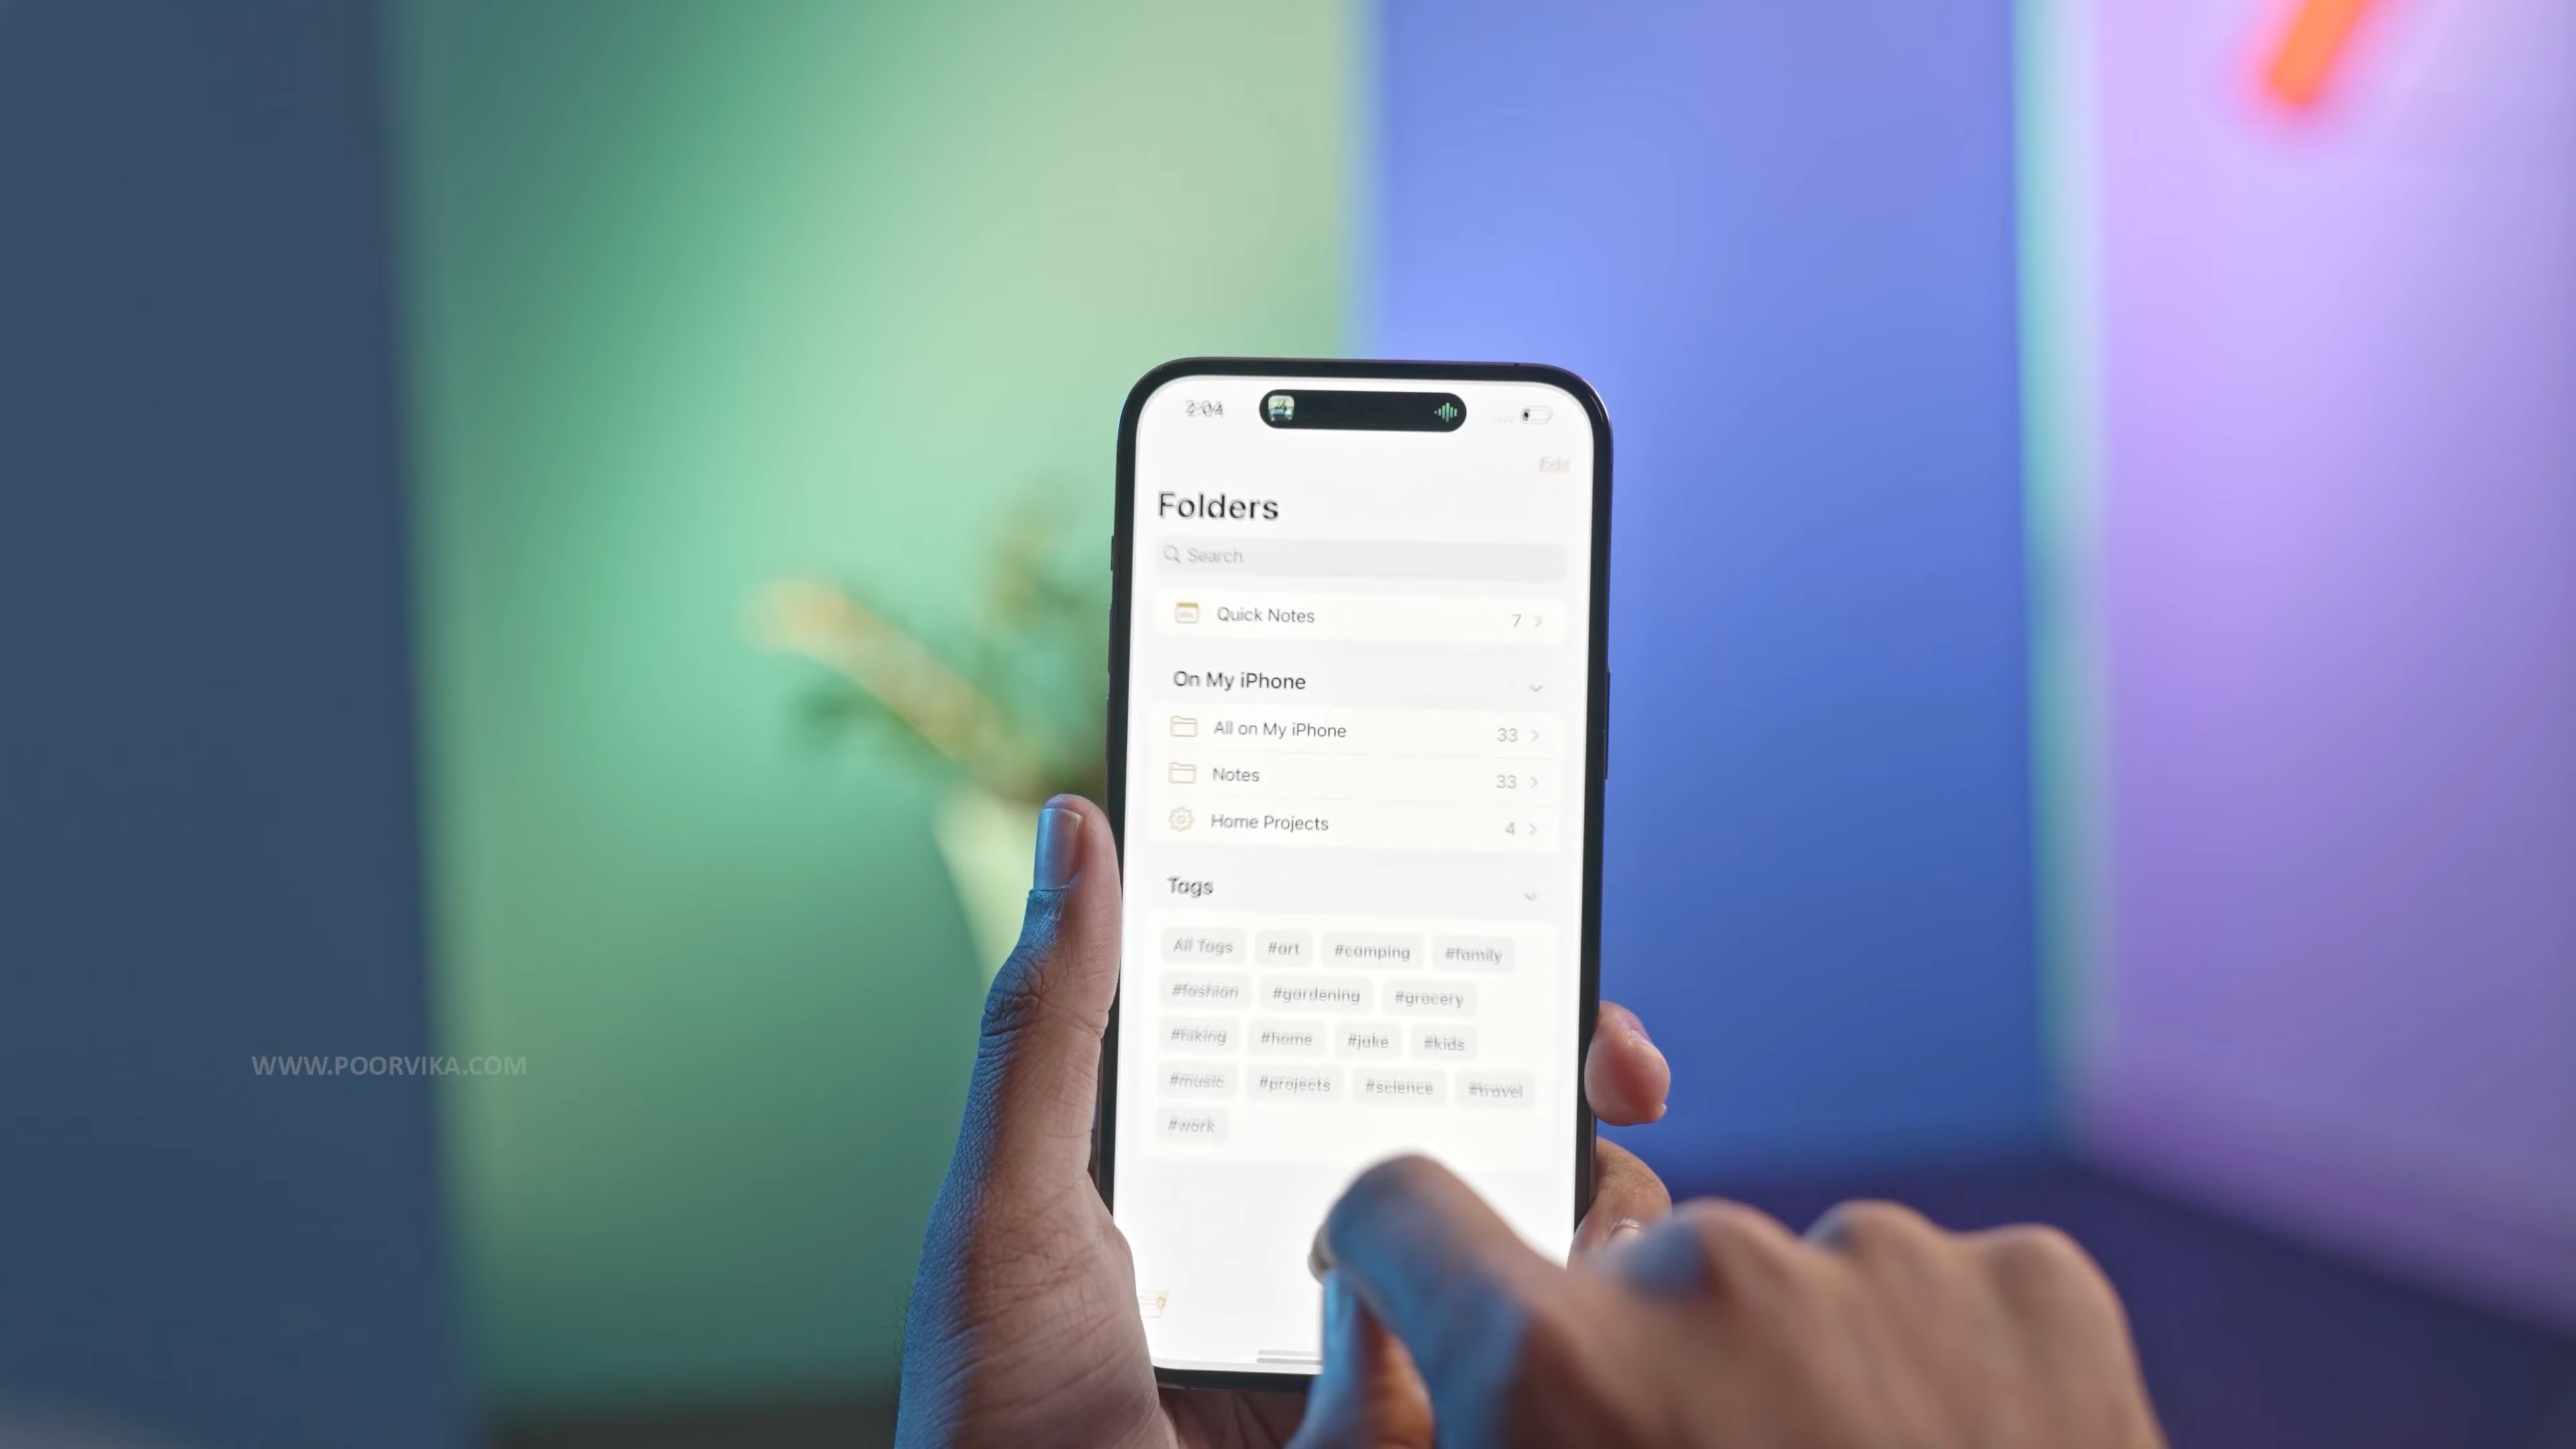 2:04
Edit
Folders
Search
Quick Notes 7
On My iPhone
All on My iPhone 33
Notes 33
Home Projects 4
Tags
All Tags #art #camping #family
#fashion #gardening #grocery
#hiking #home #jake #kids
#music #projects #science #travel
#work
WWW.POORVIKA.COM